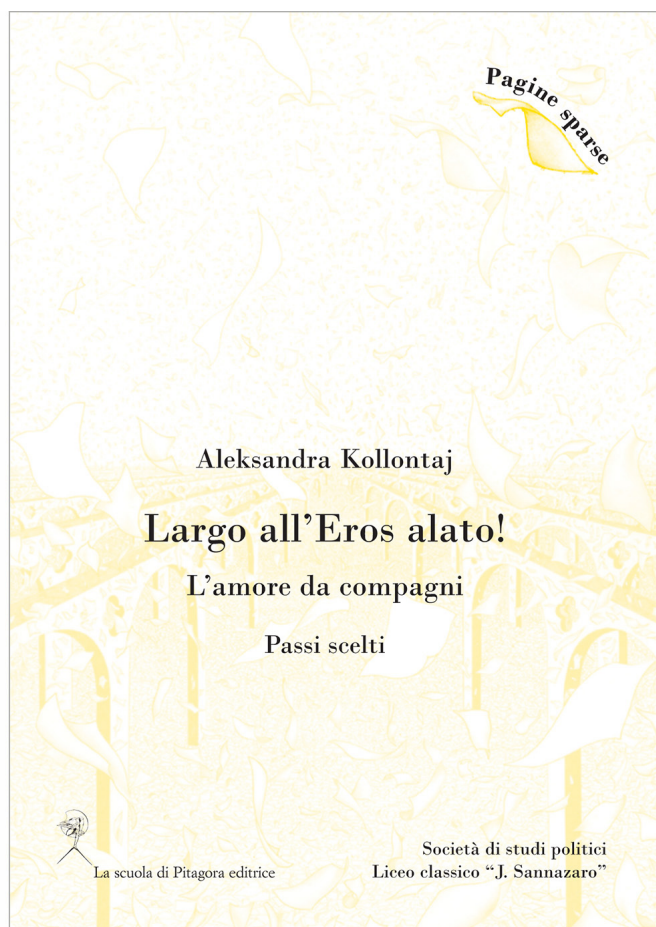 Pagine sparse
Aleksandra Kollontaj
Largo all’Eros alato!
L’amore da compagni
Passi scelti
La scuola di Pitagora editrice
Società di studi politici
Liceo classico “J. Sannazaro”